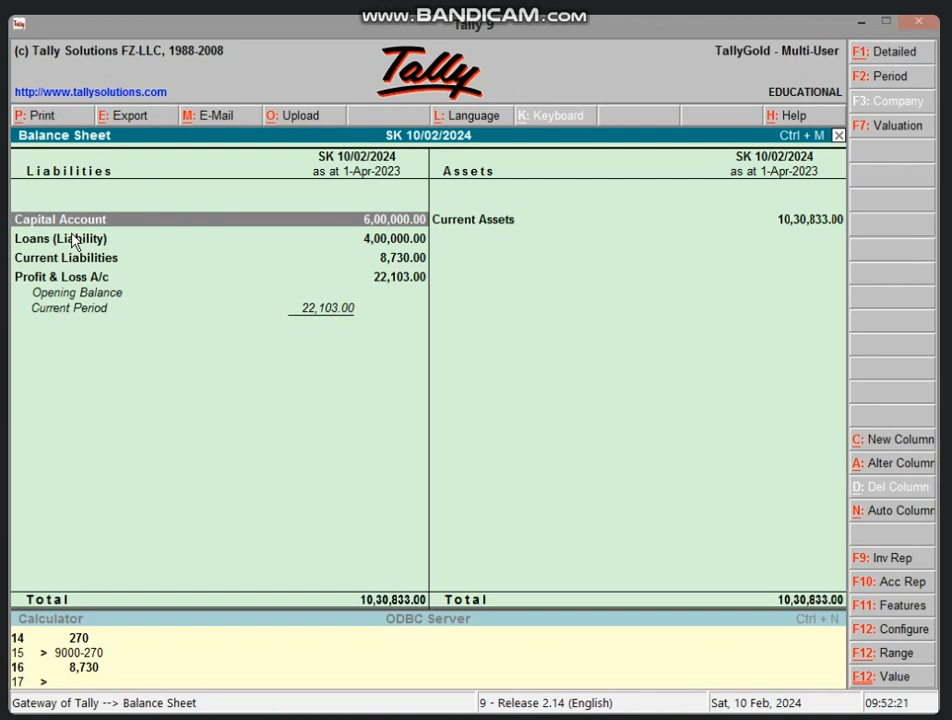 www.BANDICAM.com
Tally 9
(c) Tally Solutions FZ-LLC, 1988-2008
Tally
TallyGold - Multi-User
http://www.tallysolutions.com
EDUCATIONAL
P: Print E: Export M: E-Mail O: Upload L: Language K: Keyboard H: Help
Balance Sheet SK 10/02/2024 Ctrl + M
Liabilities SK 10/02/2024 as at 1-Apr-2023
Assets SK 10/02/2024 as at 1-Apr-2023
Capital Account 6,00,000.00 Current Assets 10,30,833.00
Loans (Liability) 4,00,000.00
Current Liabilities 8,730.00
Profit & Loss A/c 22,103.00
Opening Balance
Current Period 22,103.00
Total 10,30,833.00 Total 10,30,833.00
Calculator ODBC Server Ctrl + N
14 270
15 > 9000-270
16 8,730
17 >
Gateway of Tally --> Balance Sheet 9 - Release 2.14 (English) Sat, 10 Feb, 2024 09:52:21
F1: Detailed
F2: Period
F3: Company
F7: Valuation
C: New Column
A: Alter Column
D: Del Column
N: Auto Column
F9: Inv Rep
F10: Acc Rep
F11: Features
F12: Configure
F12: Range
F12: Value